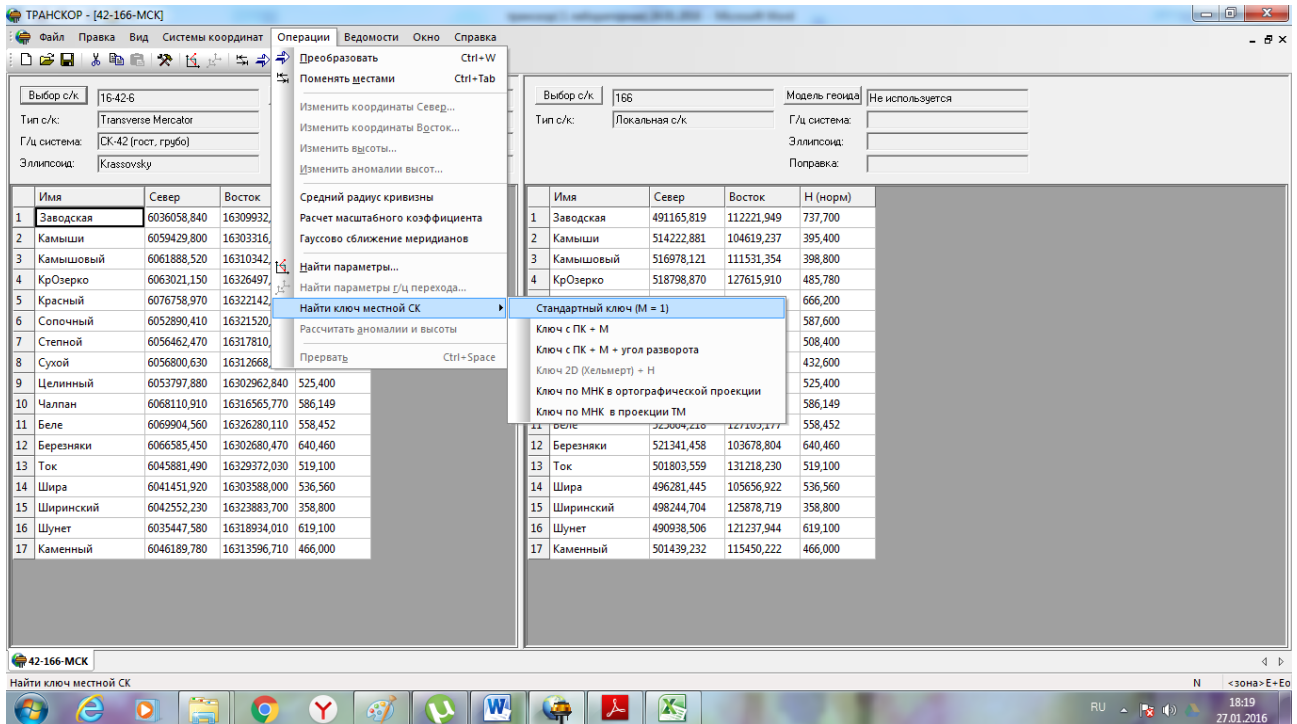 ТРАНСКОР - [42-166-МСК]
Файл Правка Вид Системы координат Операции Ведомости Окно Справка
Преобразовать Ctrl+W
Поменять местами Ctrl+Tab
Изменить координаты Север...
Изменить координаты Восток...
Изменить высоты...
Изменить аномалии высот...
Средний радиус кривизны
Расчет масштабного коэффициента
Гауссово сближение меридианов
Найти параметры...
Найти параметры г/ц перехода...
Найти ключ местной СК
Рассчитать аномалии и высоты
Прервать Ctrl+Space
Стандартный ключ (М = 1)
Ключ с ПК + М
Ключ с ПК + М + угол разворота
Ключ 2D (Хельмерт) + Н
Ключ по МНК в ортографической проекции
Ключ по МНК в проекции ТМ
Выбор с/к 16-42-6
Тип с/к: Transverse Mercator
Г/ц система: СК-42 (гост, грубо)
Эллипсоид: Krassovsky
Выбор с/к 166 Модель геоида Не используется
Тип с/к: Локальная с/к Г/ц система:
Эллипсоид:
Поправка:
Имя Север Восток
1 Заводская 6036058,840 16309932,
2 Камыши 6059429,800 16303316,
3 Камышовый 6061888,520 16310342,
4 КрОзерко 6063021,150 16326497,
5 Красный 6076758,970 16322142,
6 Сопочный 6052890,410 16321520,
7 Степной 6056462,470 16317810,
8 Сухой 6056800,630 16312668,
9 Целинный 6053797,880 16302962,840 525,400
10 Чалпан 6068110,910 16316565,770 586,149
11 Беле 6069904,560 16326280,110 558,452
12 Березняки 6066585,450 16302680,470 640,460
13 Ток 6045881,490 16329372,030 519,100
14 Шира 6041451,920 16303588,000 536,560
15 Ширинский 6042552,230 16323883,700 358,800
16 Шунет 6035447,580 16318934,010 619,100
17 Каменный 6046189,780 16313596,710 466,000
Имя Север Восток Н (норм)
1 Заводская 491165,819 112221,949 737,700
2 Камыши 514222,881 104619,237 395,400
3 Камышовый 516978,121 111531,354 398,800
4 КрОзерко 518798,870 127615,910 485,780
666,200
587,600
508,400
432,600
525,400
586,149
11 Беле 558,452
12 Березняки 521341,458 103678,804 640,460
13 Ток 501803,559 131218,230 519,100
14 Шира 496281,445 105656,922 536,560
15 Ширинский 498244,704 125878,719 358,800
16 Шунет 490938,506 121237,944 619,100
17 Каменный 501439,232 115450,222 466,000
42-166-МСК
Найти ключ местной СК N <зона>E+Eo
RU 18:19
27.01.2016